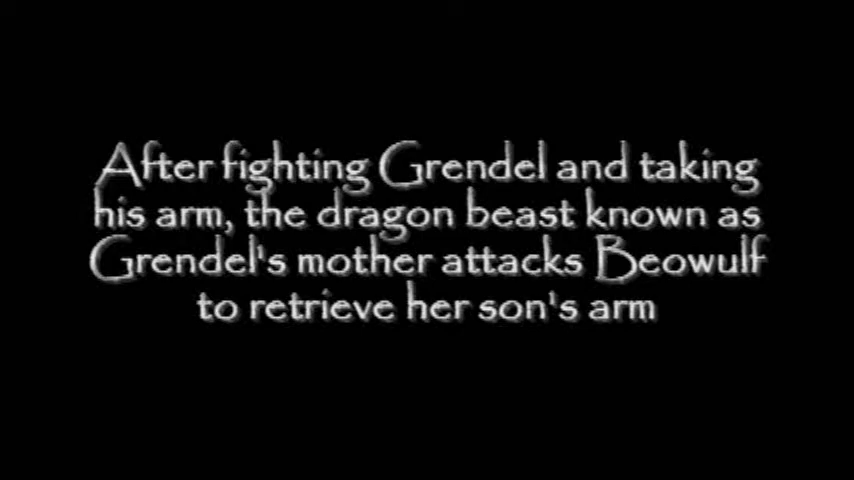 After fighting Grendel and taking
his arm, the dragon beast known as
Grendel's mother attacks Beowulf
to retrieve her son's arm